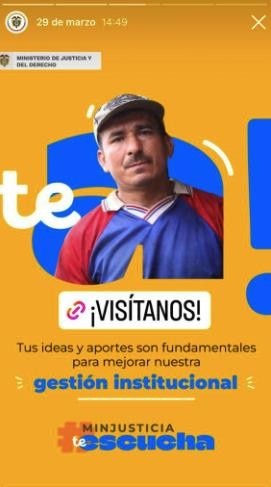 29 de marzo 14:49
MINISTERIO DE JUSTICIA Y
DEL DERECHO
te
¡VISÍTANOS!
Tus ideas y aportes son fundamentales
para mejorar nuestra
gestión institucional
#MINJUSTICIA
te escucha